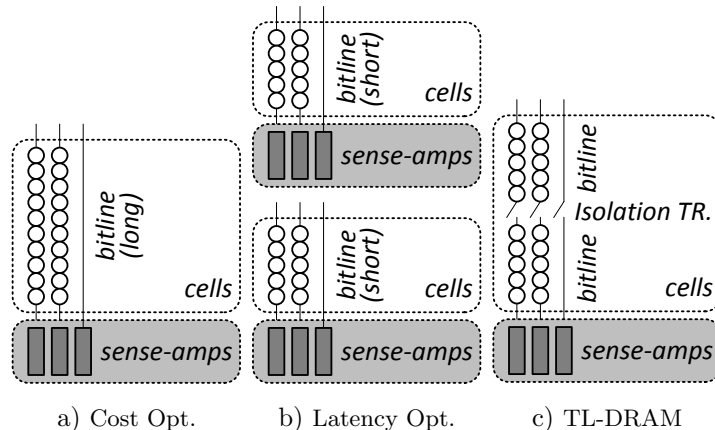 bitline
(long)
cells
sense-amps
a) Cost Opt.
bitline
(short)
cells
sense-amps
bitline
(short)
cells
sense-amps
b) Latency Opt.
bitline
Isolation TR.
bitline
cells
sense-amps
c) TL-DRAM